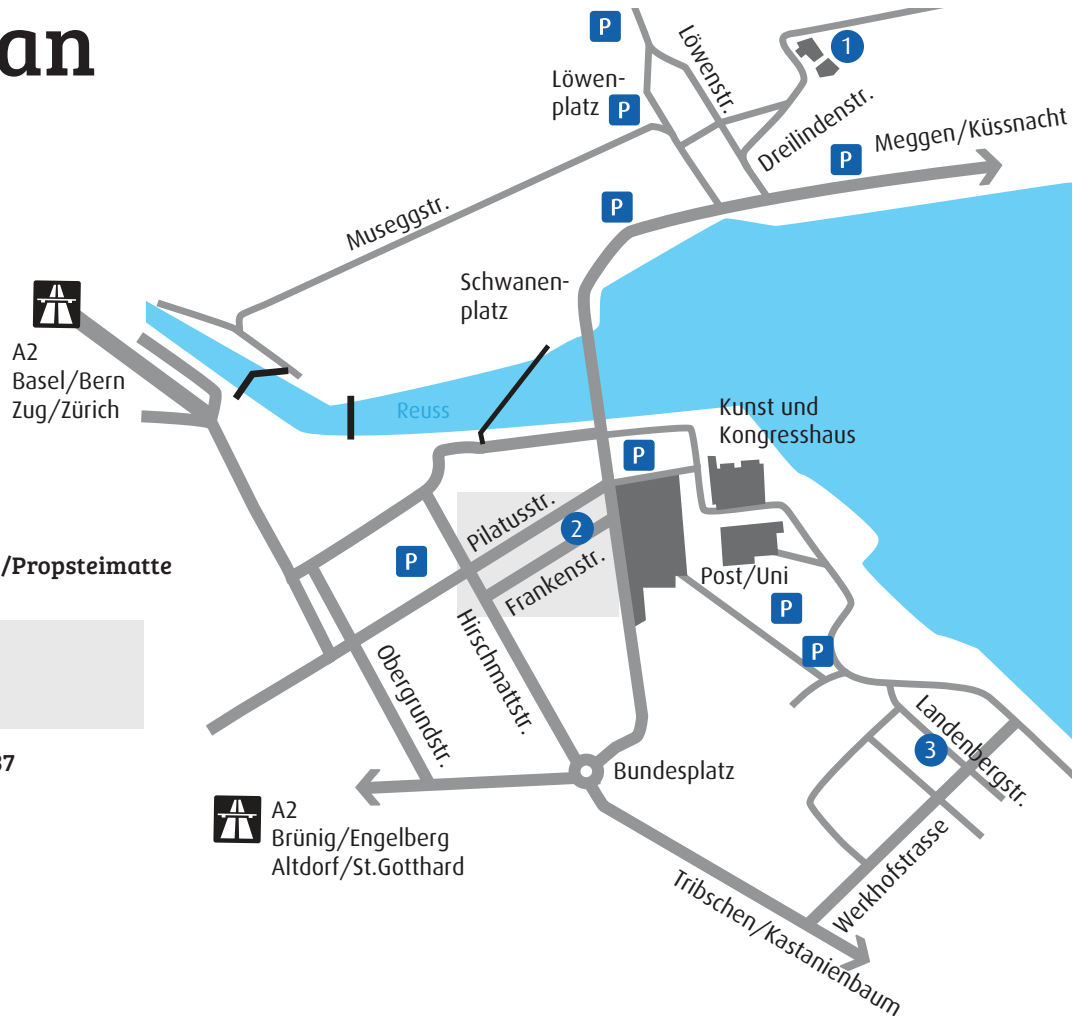 an
P
Löwenstr.
1
Löwen-
platz
P
Dreilindenstr.
Meggen/Küssnacht
P
P
Museggstr.
Schwanen-
platz
A2
Basel/Bern
Zug/Zürich
Reuss
Kunst und
Kongresshaus
P
Pilatusstr.
2
P
Frankenstr.
/Propsteimatte
Post/Uni
P
Hirschmattstr.
P
Obergrundstr.
Landenbergstr.
3
37
Bundesplatz
A2
Brünig/Engelberg
Altdorf/St.Gotthard
Werkhofstrasse
Tribschen/Kastanienbaum